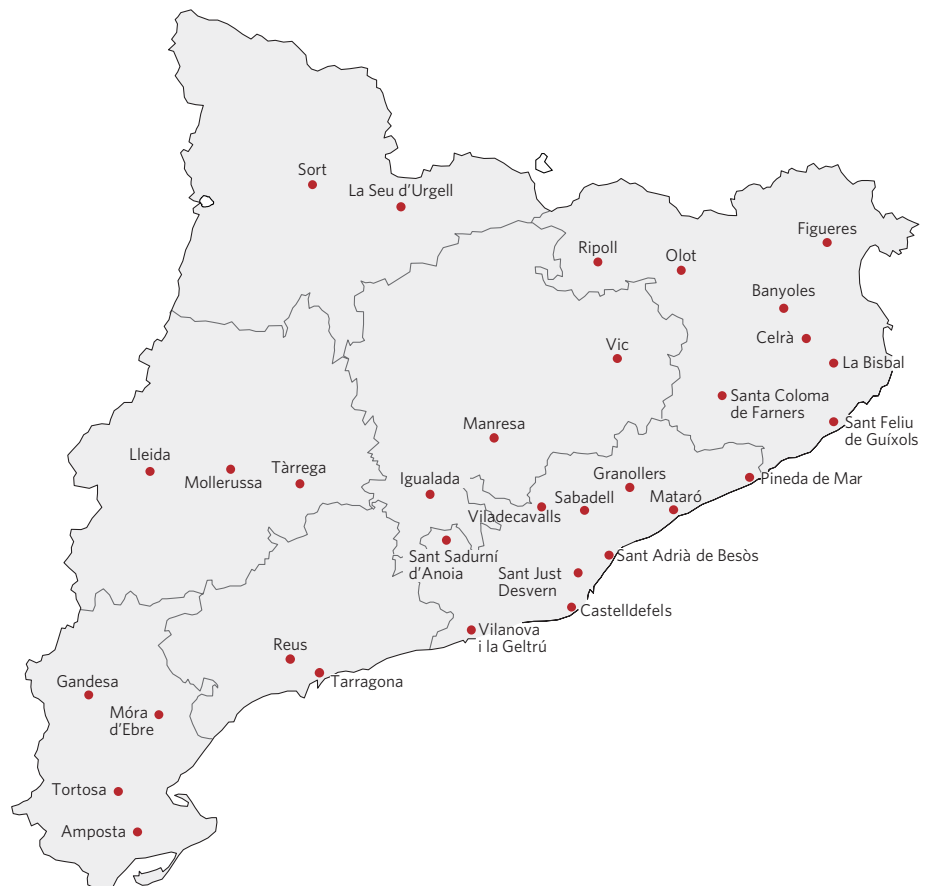 Sort
La Seu d'Urgell
Figueres
Ripoll
Olot
Banyoles
Celrà
Vic
La Bisbal
Santa Coloma
de Farners
Sant Feliu
de Guíxols
Manresa
Lleida
Mollerussa
Tàrrega
Igualada
Granollers
Pineda de Mar
Sabadell
Mataró
Viladecavalls
Sant Sadurní
d'Anoia
Sant Adrià de Besòs
Sant Just
Desvern
Castelldefels
Vilanova
i la Geltrú
Reus
Tarragona
Gandesa
Móra
d'Ebre
Tortosa
Amposta